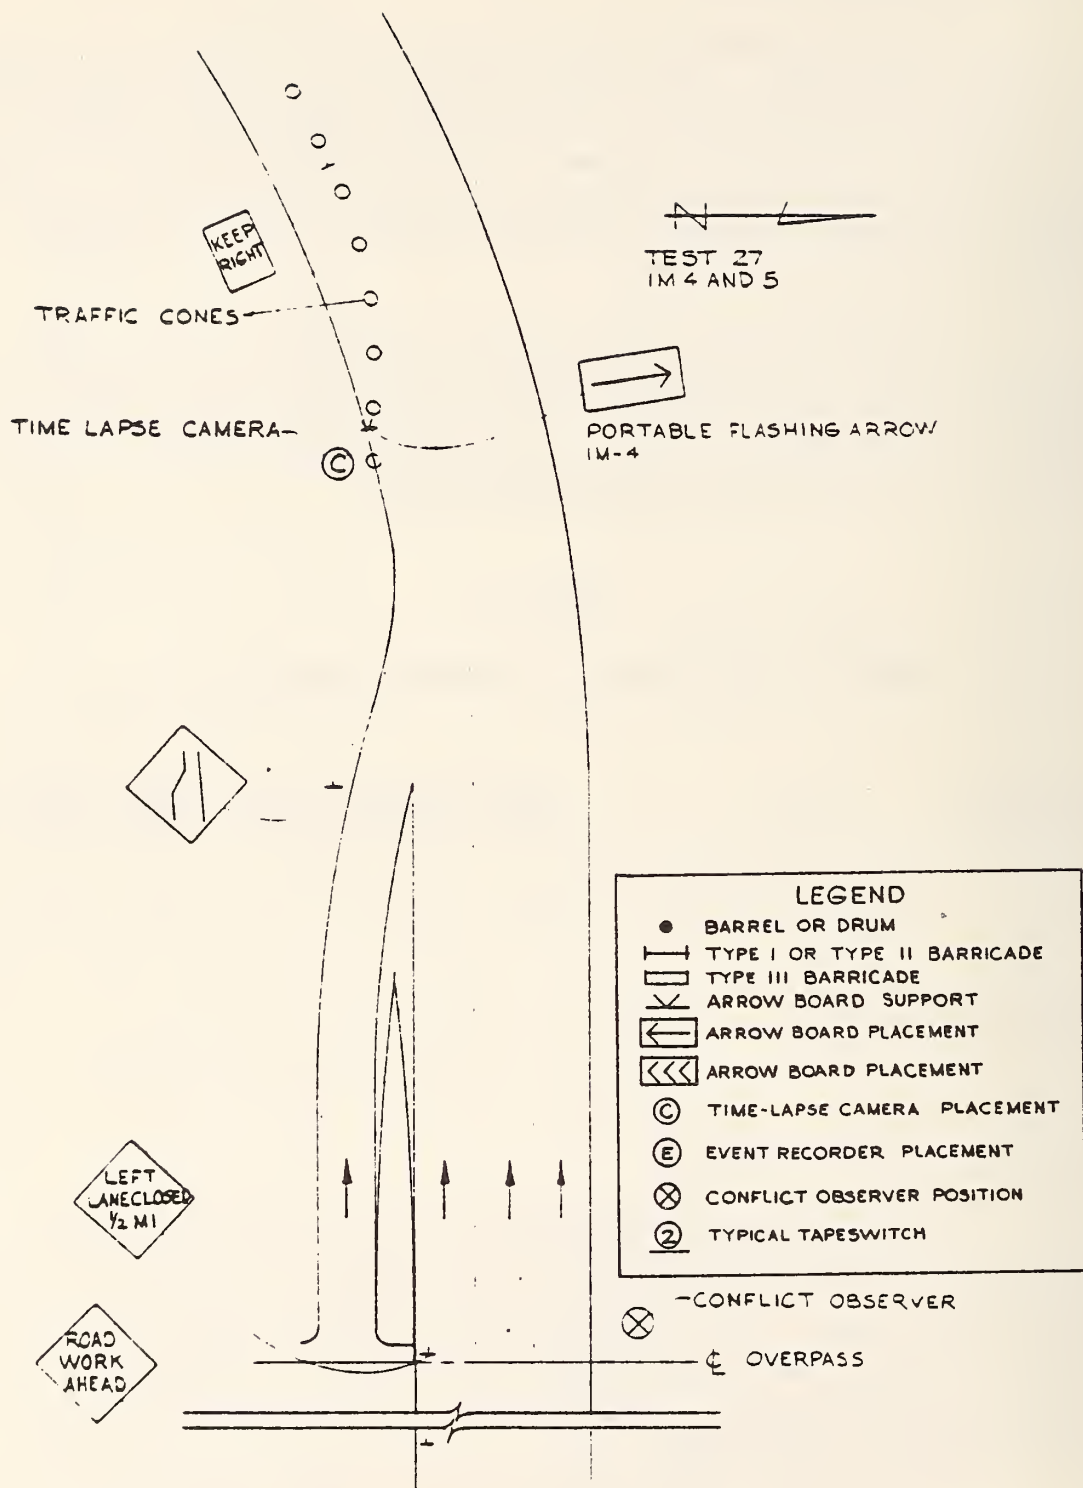 KEEP
RIGHT
N
TEST 27
IM 4 AND 5
TRAFFIC CONES
PORTABLE FLASHING ARROW
IM-4
TIME LAPSE CAMERA-
C
LEGEND
BARREL OR DRUM
TYPE I OR TYPE II BARRICADE
TYPE III BARRICADE
ARROW BOARD SUPPORT
ARROW BOARD PLACEMENT
ARROW BOARD PLACEMENT
C TIME-LAPSE CAMERA PLACEMENT
E EVENT RECORDER PLACEMENT
CONFLICT OBSERVER POSITION
2 TYPICAL TAPESWITCH
LEFT
LANE CLOSED
1/2 MI
-CONFLICT OBSERVER
ROAD
WORK
AHEAD
℄ OVERPASS